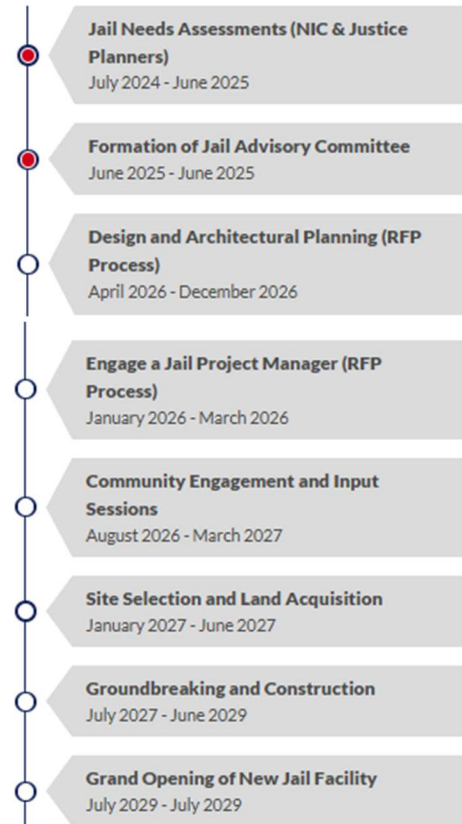 Jail Needs Assessments (NIC & Justice
Planners)
July 2024 - June 2025
Formation of Jail Advisory Committee
June 2025 - June 2025
Design and Architectural Planning (RFP
Process)
April 2026 - December 2026
Engage a Jail Project Manager (RFP
Process)
January 2026 - March 2026
Community Engagement and Input
Sessions
August 2026 - March 2027
Site Selection and Land Acquisition
January 2027 - June 2027
Groundbreaking and Construction
July 2027 - June 2029
Grand Opening of New Jail Facility
July 2029 - July 2029